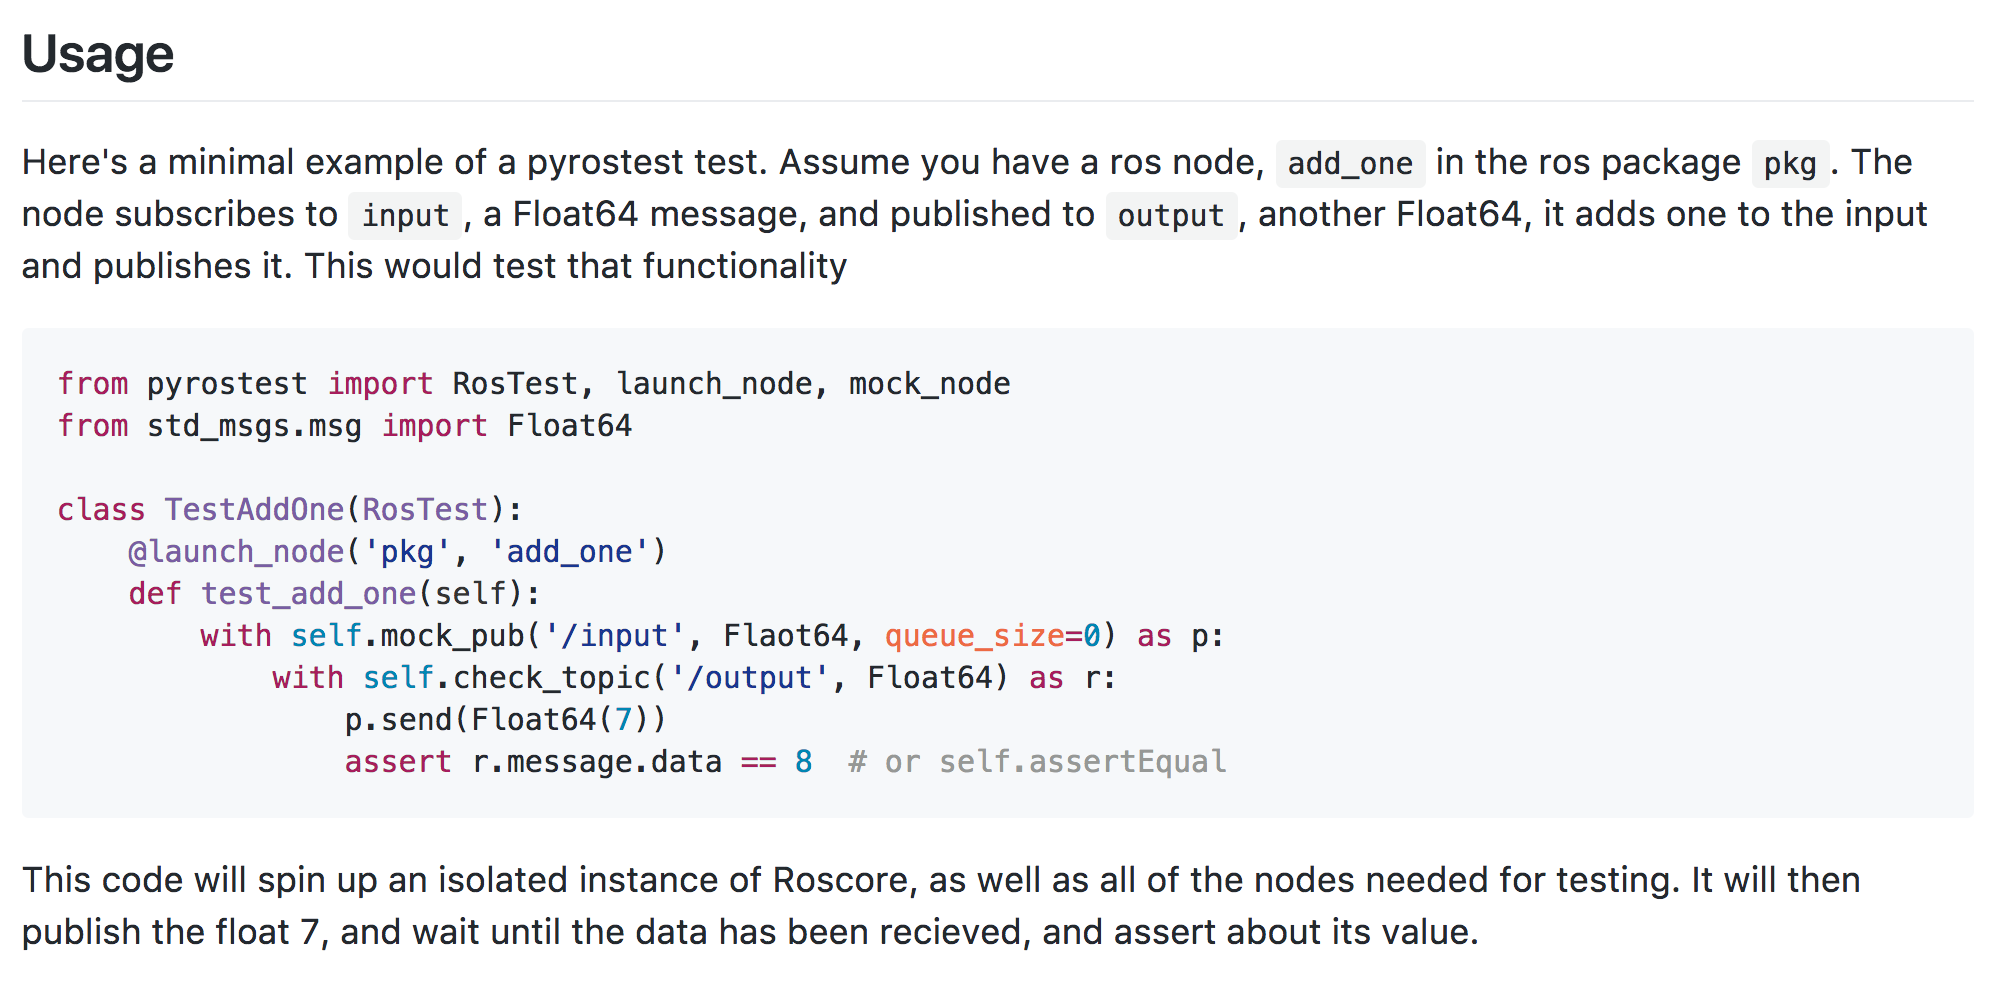 Usage
Here's a minimal example of a pyrostest test. Assume you have a ros node, add_one in the ros package pkg. The
node subscribes to input, a Float64 message, and published to output, another Float64, it adds one to the input
and publishes it. This would test that functionality
from pyrostest import RosTest, launch_node, mock_node
from std_msgs.msg import Float64
class TestAddOne(RosTest):
    @launch_node('pkg', 'add_one')
    def test_add_one(self):
        with self.mock_pub('/input', Flaot64, queue_size=0) as p:
            with self.check_topic('/output', Float64) as r:
                p.send(Float64(7))
                assert r.message.data == 8  # or self.assertEqual
This code will spin up an isolated instance of Roscore, as well as all of the nodes needed for testing. It will then
publish the float 7, and wait until the data has been recieved, and assert about its value.